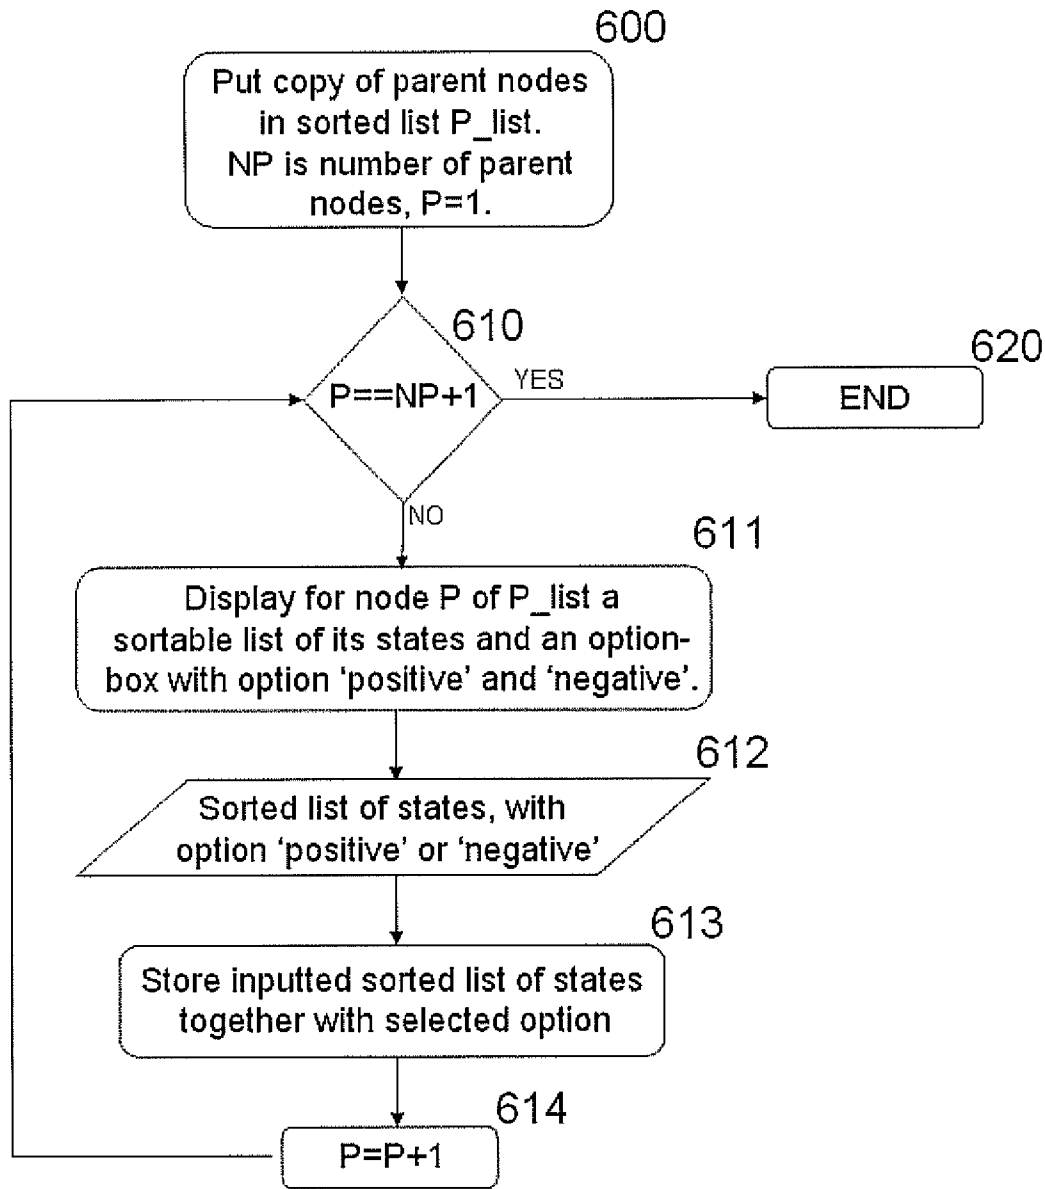 600
Put copy of parent nodes
in sorted list P_list.
NP is number of parent
nodes, P=1.
610
P==NP+1
YES
620
END
NO
611
Display for node P of P_list a
sortable list of its states and an option-
box with option ‘positive’ and ‘negative’.
612
Sorted list of states, with
option ‘positive’ or ‘negative’
613
Store inputted sorted list of states
together with selected option
614
P=P+1